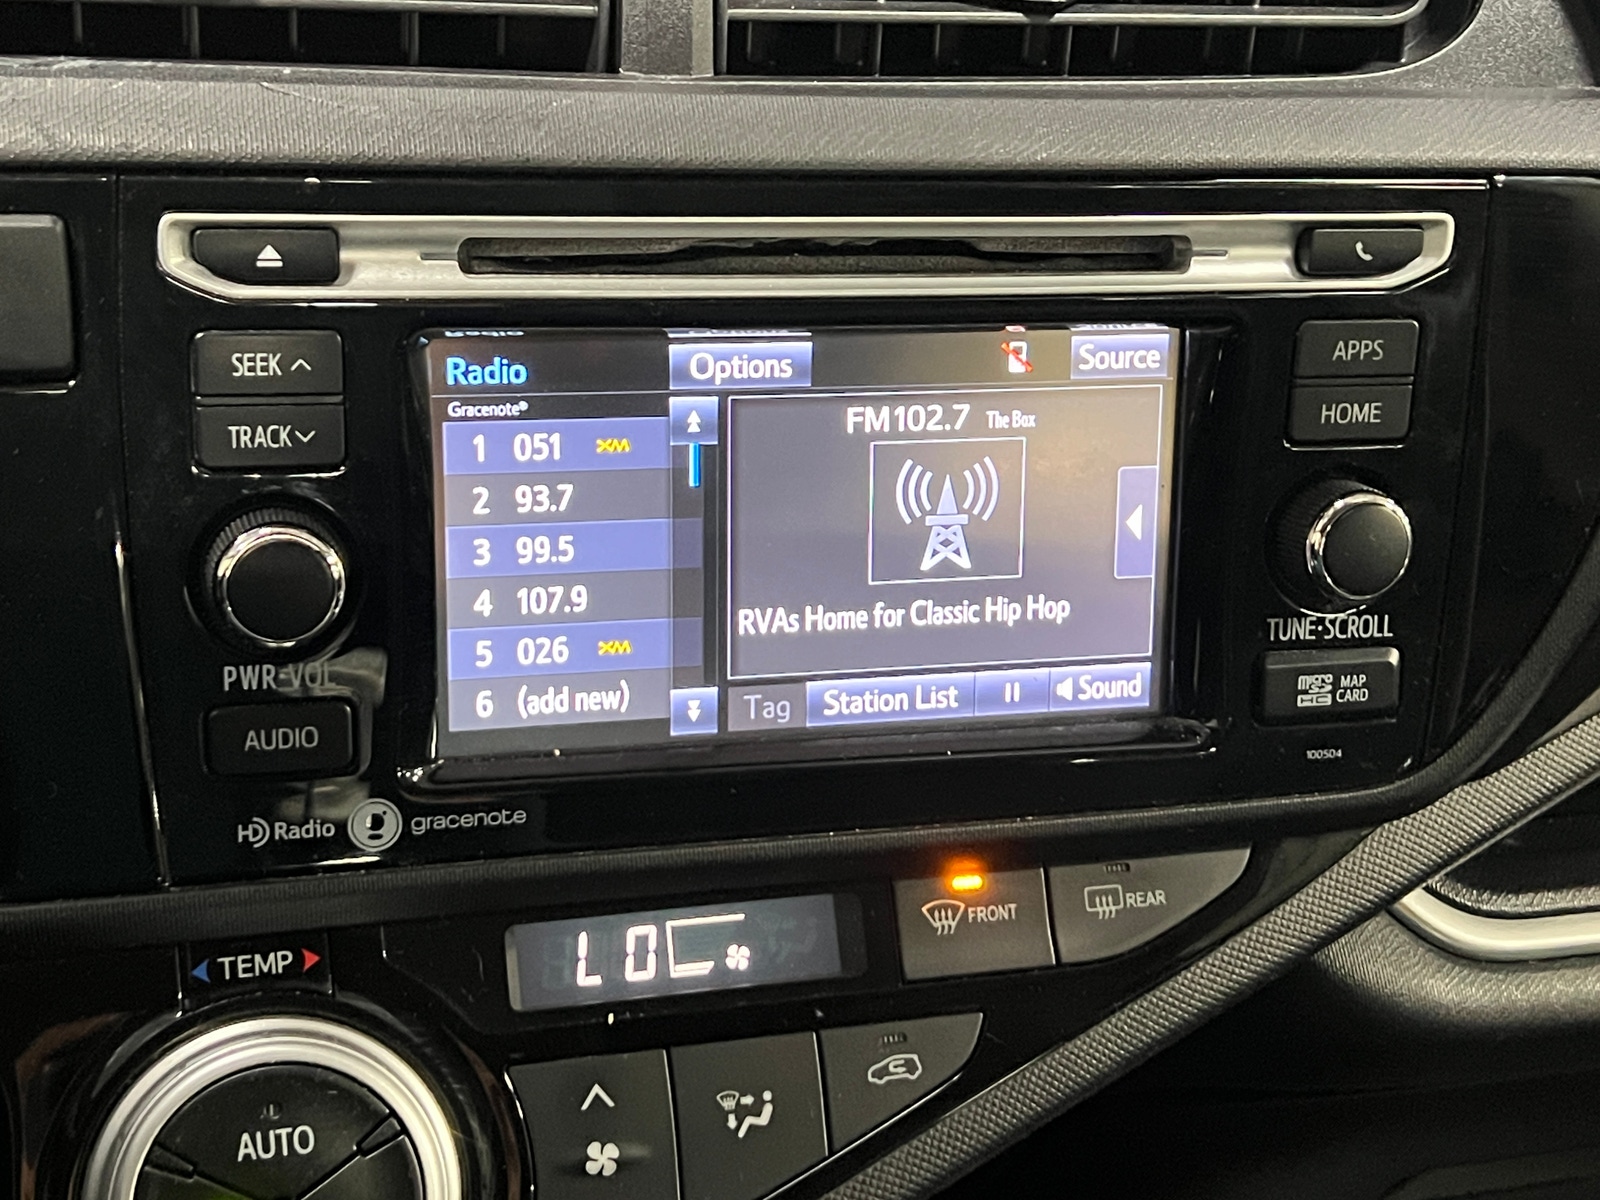 SEEK
TRACK
PWR·VOL
AUDIO
HD Radio gracenote
Radio
Options
Source
Gracenote®
1 051 XM
2 93.7
3 99.5
4 107.9
5 026 XM
6 (add new)
FM 102.7 The Box
RVAs Home for Classic Hip Hop
Tag
Station List
Sound
APPS
HOME
TUNE·SCROLL
micro SD HC MAP CARD
100504
TEMP
LO
FRONT
REAR
AUTO